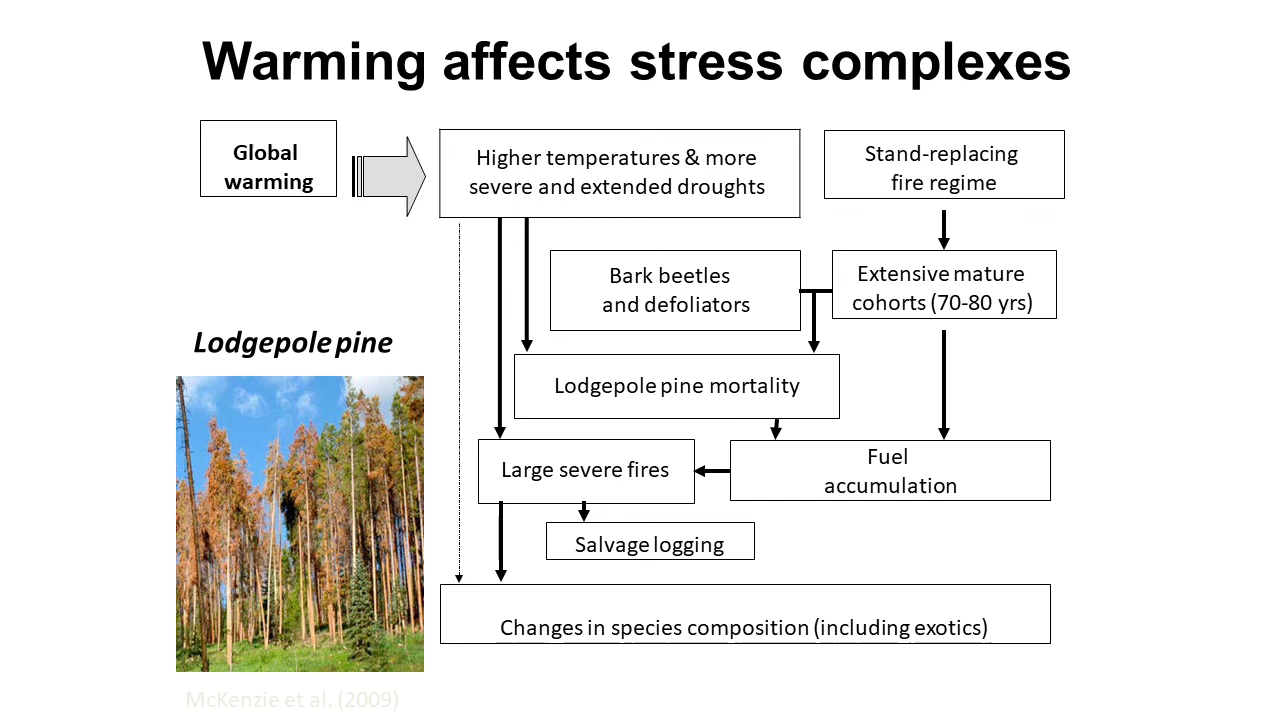 Warming affects stress complexes
Global
warming
Higher temperatures & more
severe and extended droughts
Stand-replacing
fire regime
Bark beetles
and defoliators
Extensive mature
cohorts (70-80 yrs)
Lodgepole pine
Lodgepole pine mortality
Large severe fires
Fuel
accumulation
Salvage logging
Changes in species composition (including exotics)
McKenzie et al. (2009)